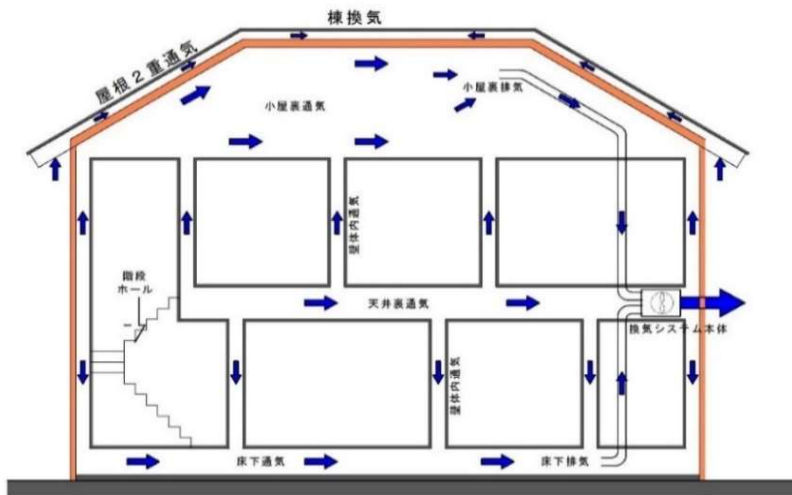 棟換気
屋根２重通気
小屋裏通気
小屋裏排気
壁体内通気
階段
ホール
天井裏通気
換気システム本体
壁体内通気
床下通気
床下排気